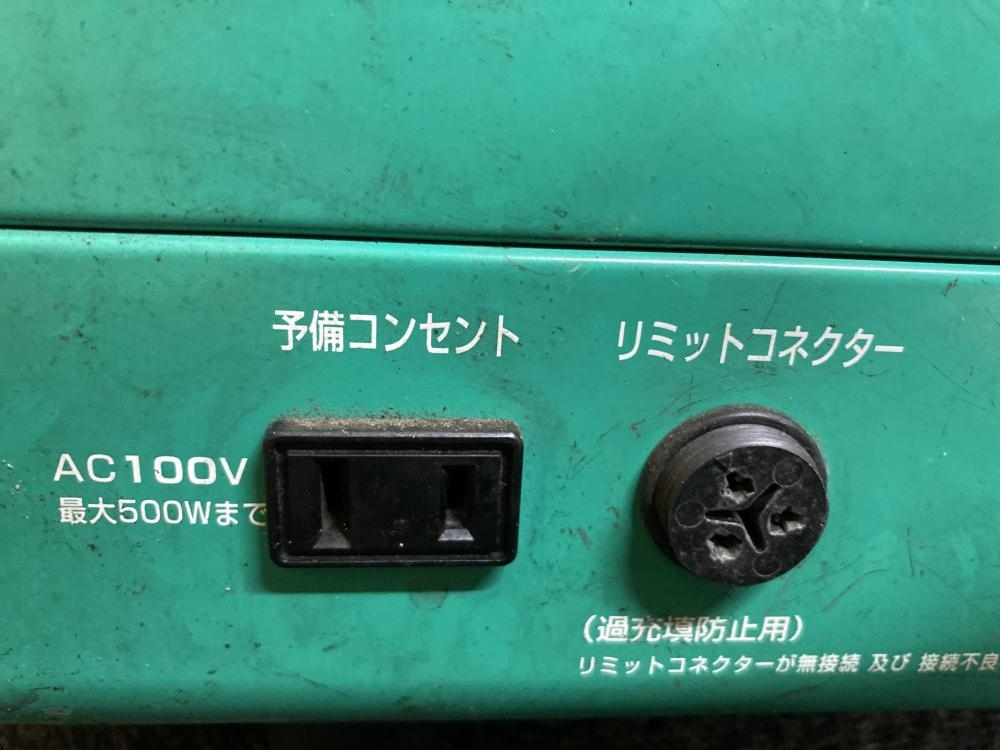 予備コンセント
リミットコネクター
AC100V
最大500Wまで
(過充填防止用)
リミットコネクターが無接続 及び 接続不良